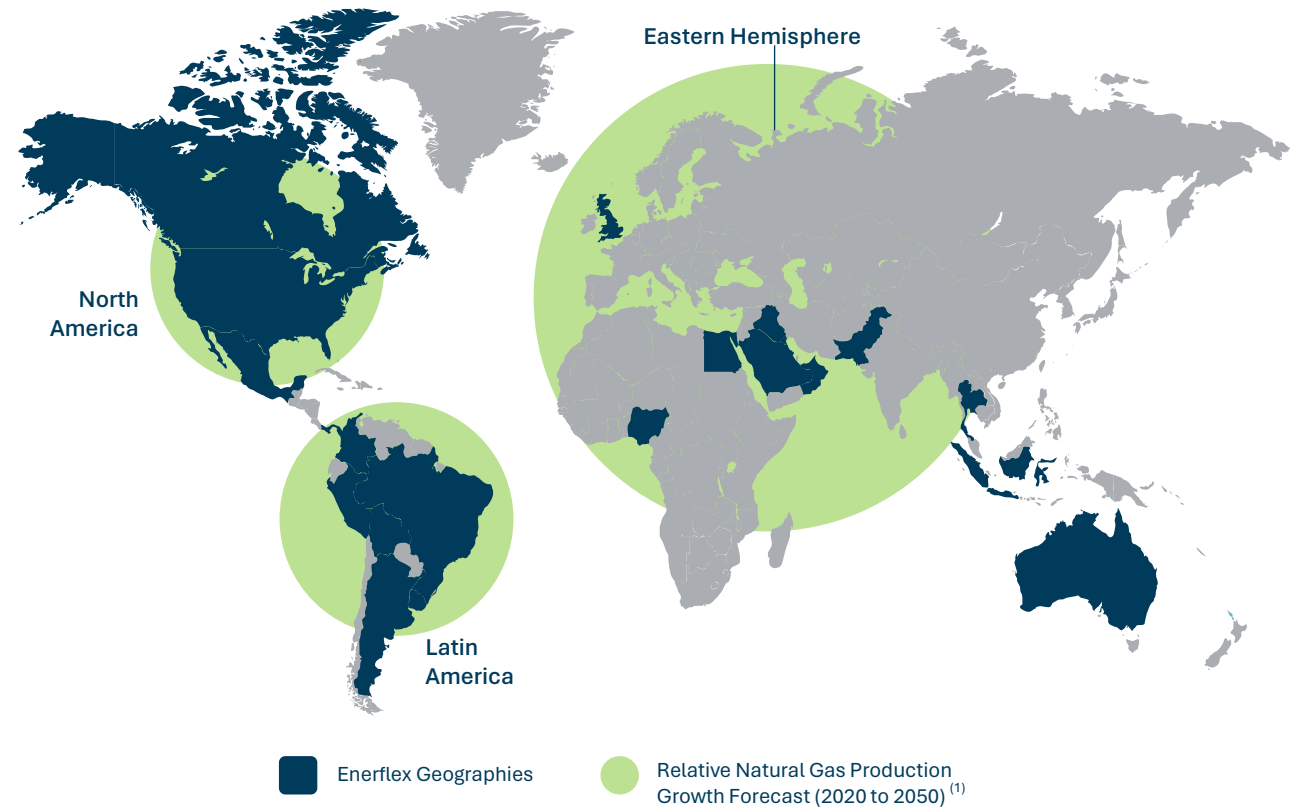 Eastern Hemisphere
North
America
Latin
America
Enerflex Geographies
Relative Natural Gas Production
Growth Forecast (2020 to 2050) (1)